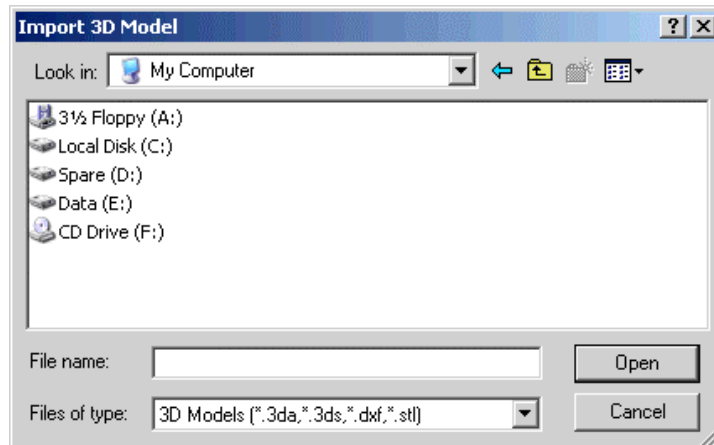 Import 3D Model
Look in: My Computer
3½ Floppy (A:)
Local Disk (C:)
Spare (D:)
Data (E:)
CD Drive (F:)
File name: Open
Files of type: 3D Models (*.3da,*.3ds,*.dxf,*.stl) Cancel